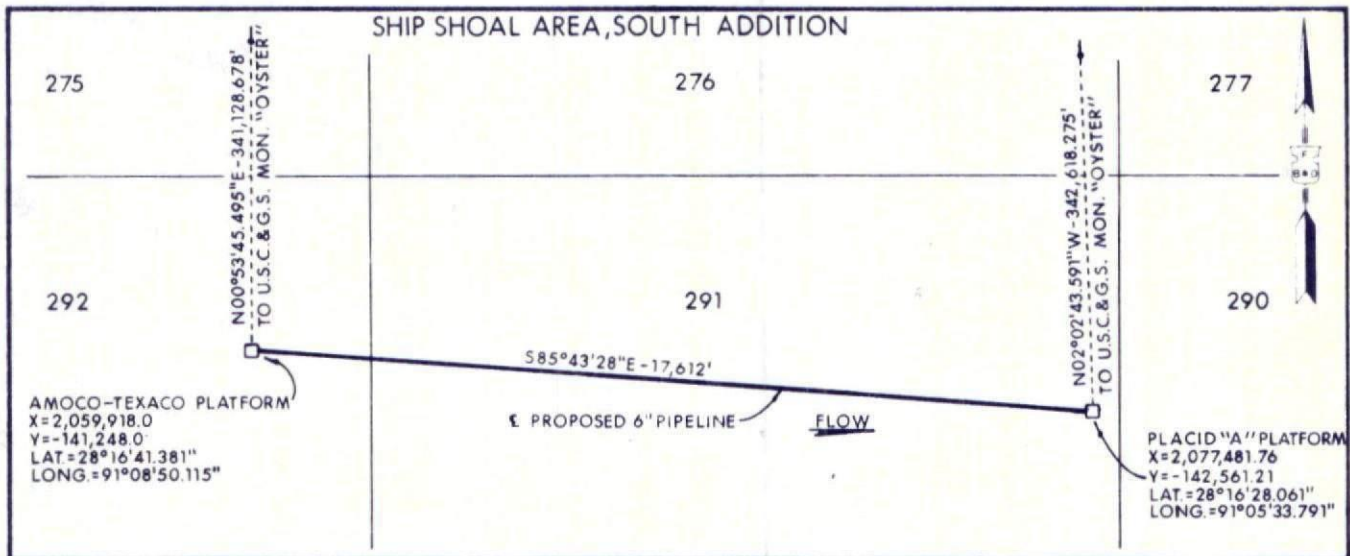 SHIP SHOAL AREA, SOUTH ADDITION
275
276
277
N00°53'45.495"E-341,128.678'
TO U.S.C.&G.S. MON. "OYSTER"
N02°02'43.591"W-342,618.275'
TO U.S.C.&G.S. MON. "OYSTER"
292
291
290
S85°43'28"E-17,612'
AMOCO-TEXACO PLATFORM
X=2,059,918.0
Y=-141,248.0
LAT.=28°16'41.381"
LONG.=91°08'50.115"
℄ PROPOSED 6" PIPELINE
FLOW
PLACID "A" PLATFORM
X=2,077,481.76
Y=-142,561.21
LAT.=28°16'28.061"
LONG.=91°05'33.791"